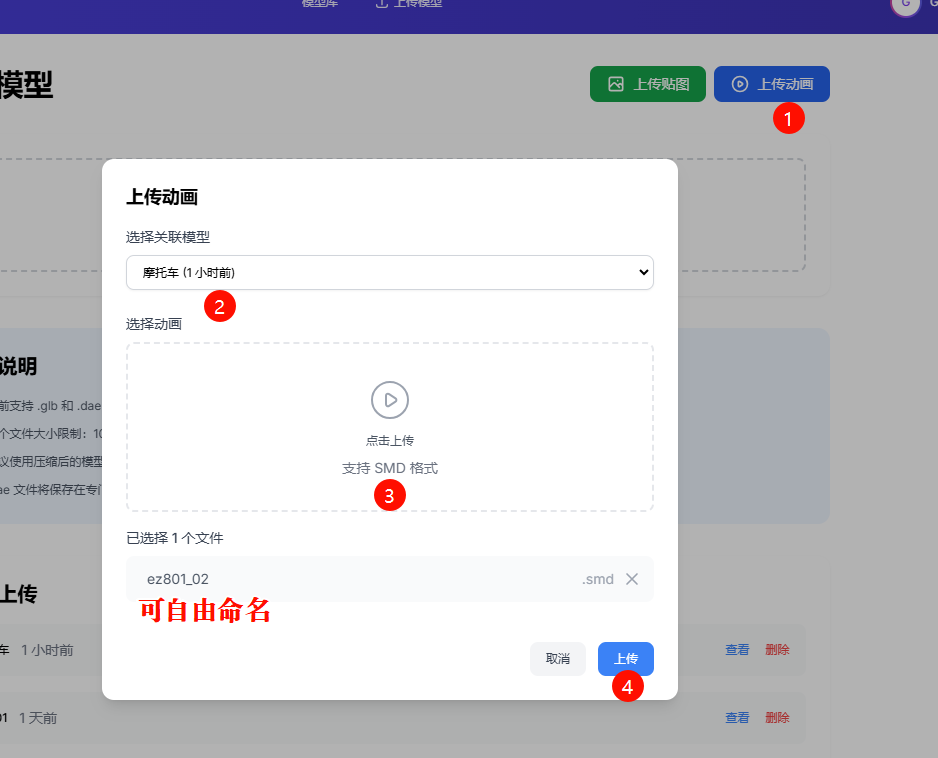 模型库 上传模型
G G
模型
上传贴图
上传动画
1
上传动画
选择关联模型
摩托车 (1 小时前)
2
选择动画
点击上传
支持 SMD 格式
3
已选择 1 个文件
ez801_02 .smd
可自由命名
取消
上传
4
说明
前支持 .glb 和 .dae
个文件大小限制：10
议使用压缩后的模型
ae 文件将保存在专门
上传
车 1 小时前 查看 删除
01 1 天前 查看 删除